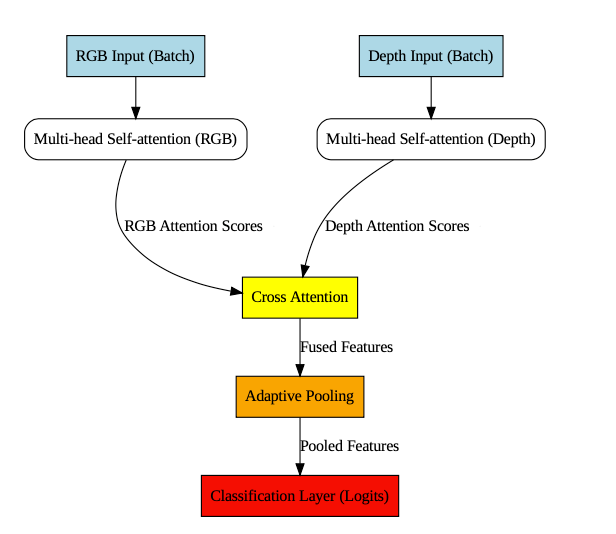 RGB Input (Batch)
Depth Input (Batch)
Multi-head Self-attention (RGB)
Multi-head Self-attention (Depth)
RGB Attention Scores
Depth Attention Scores
Cross Attention
Fused Features
Adaptive Pooling
Pooled Features
Classification Layer (Logits)